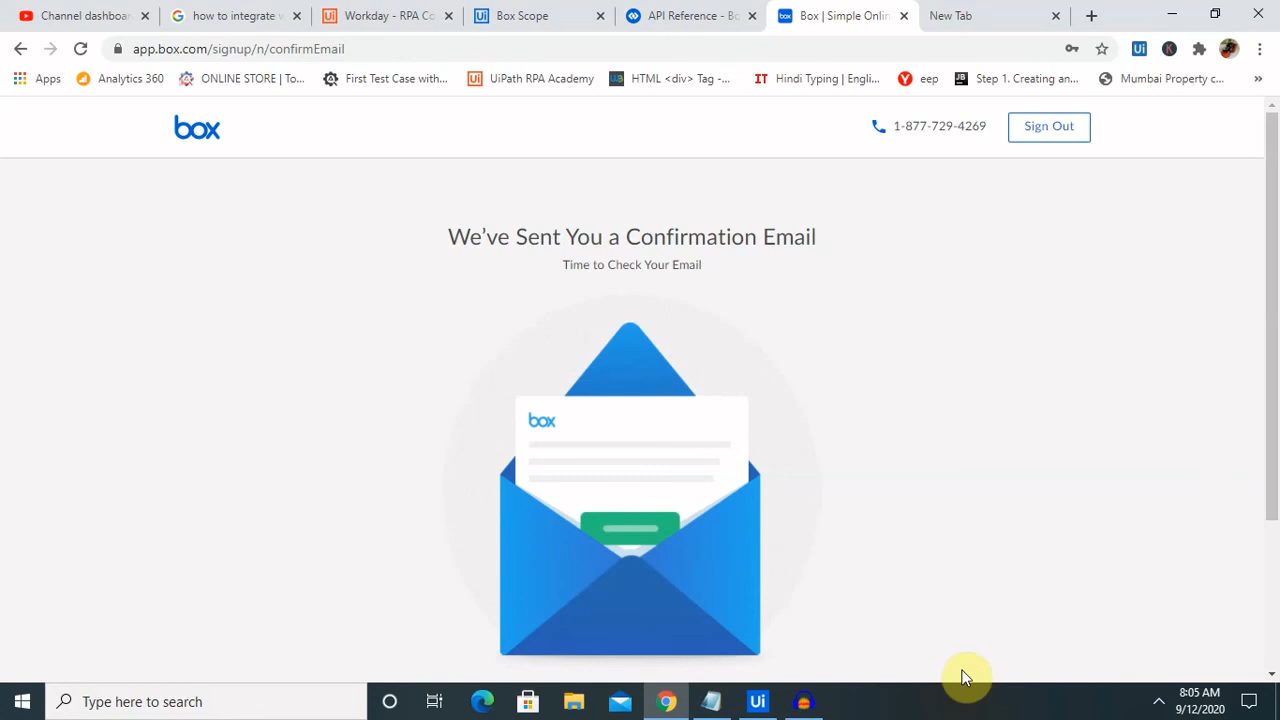 Channel dashboar
how to integrate w
Workday - RPA Co
Box Scope
API Reference - Bo
Box | Simple Onlin
New Tab
app.box.com/signup/n/confirmEmail
Apps
Analytics 360
ONLINE STORE | To...
First Test Case with...
UiPath RPA Academy
HTML <div> Tag -...
Hindi Typing | Engli...
eep
Step 1. Creating an...
Mumbai Property c...
box
1-877-729-4269
Sign Out
We've Sent You a Confirmation Email
Time to Check Your Email
box
Type here to search
Ui
8:05 AM
9/12/2020